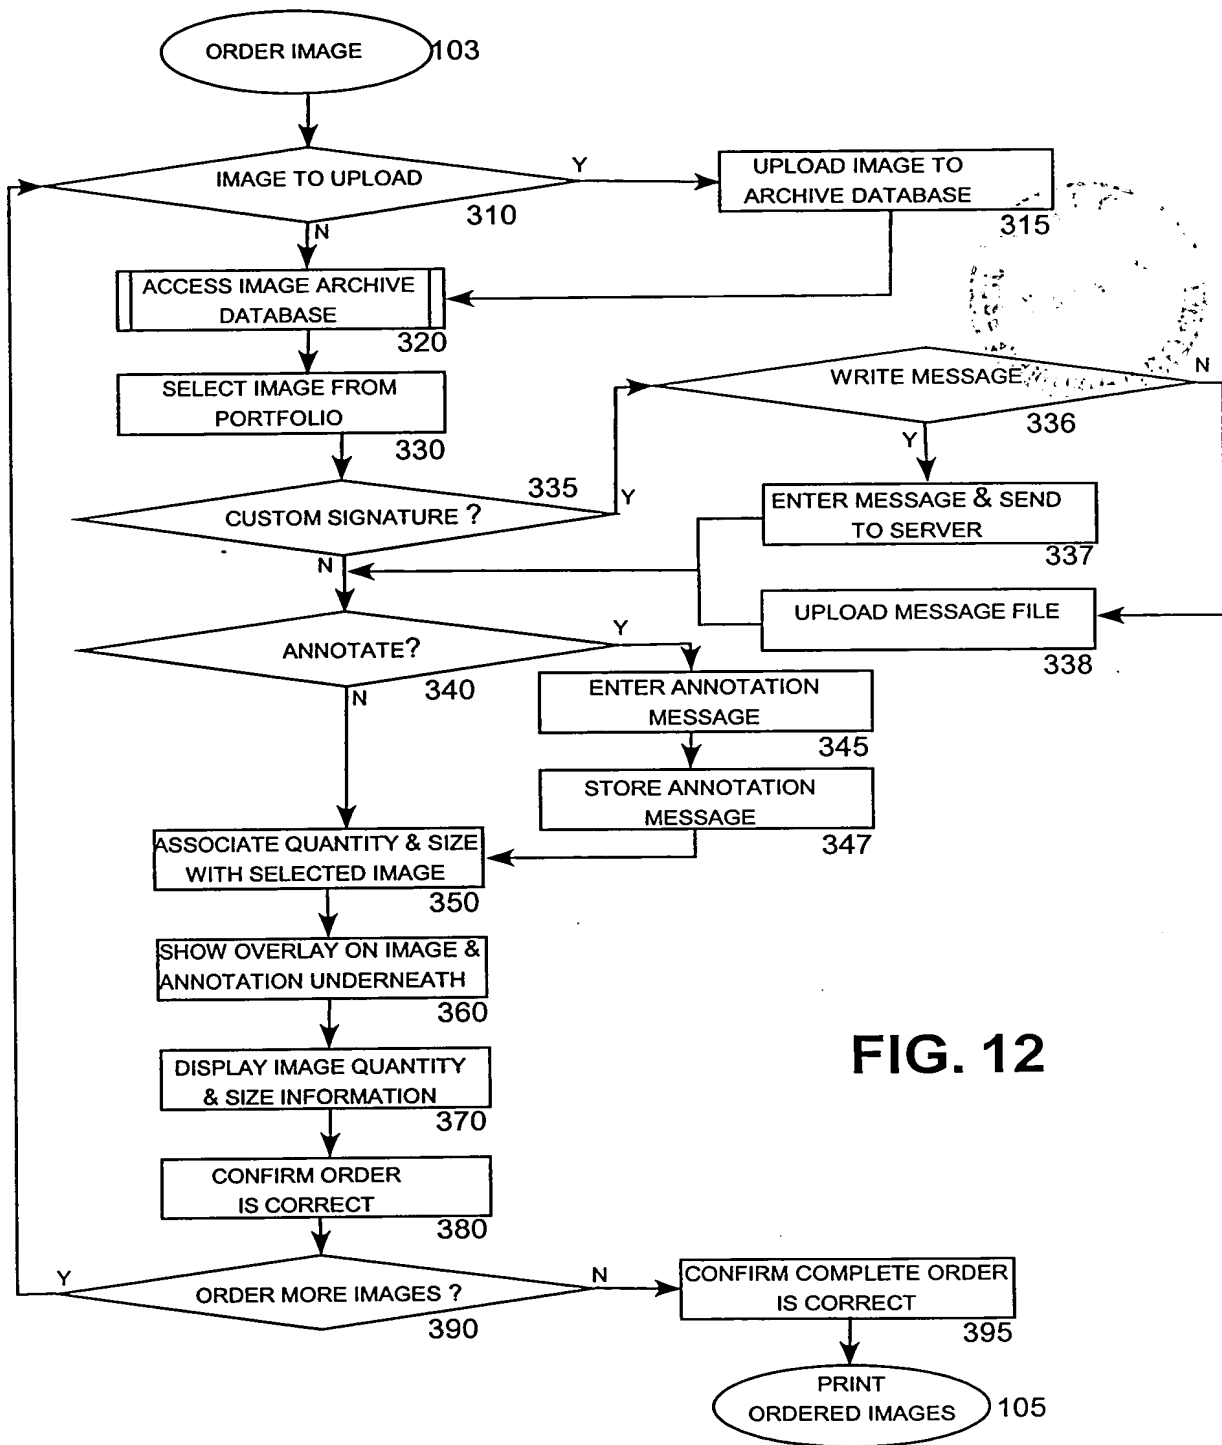 ORDER IMAGE
103
IMAGE TO UPLOAD
310
Y
N
UPLOAD IMAGE TO
ARCHIVE DATABASE
315
ACCESS IMAGE ARCHIVE
DATABASE
320
SELECT IMAGE FROM
PORTFOLIO
330
WRITE MESSAGE
336
N
Y
335
CUSTOM SIGNATURE ?
Y
N
ENTER MESSAGE & SEND
TO SERVER
337
UPLOAD MESSAGE FILE
338
ANNOTATE?
340
Y
N
ENTER ANNOTATION
MESSAGE
345
STORE ANNOTATION
MESSAGE
347
ASSOCIATE QUANTITY & SIZE
WITH SELECTED IMAGE
350
SHOW OVERLAY ON IMAGE &
ANNOTATION UNDERNEATH
360
DISPLAY IMAGE QUANTITY
& SIZE INFORMATION
370
CONFIRM ORDER
IS CORRECT
380
Y
ORDER MORE IMAGES ?
390
N
CONFIRM COMPLETE ORDER
IS CORRECT
395
PRINT
ORDERED IMAGES
105
FIG. 12